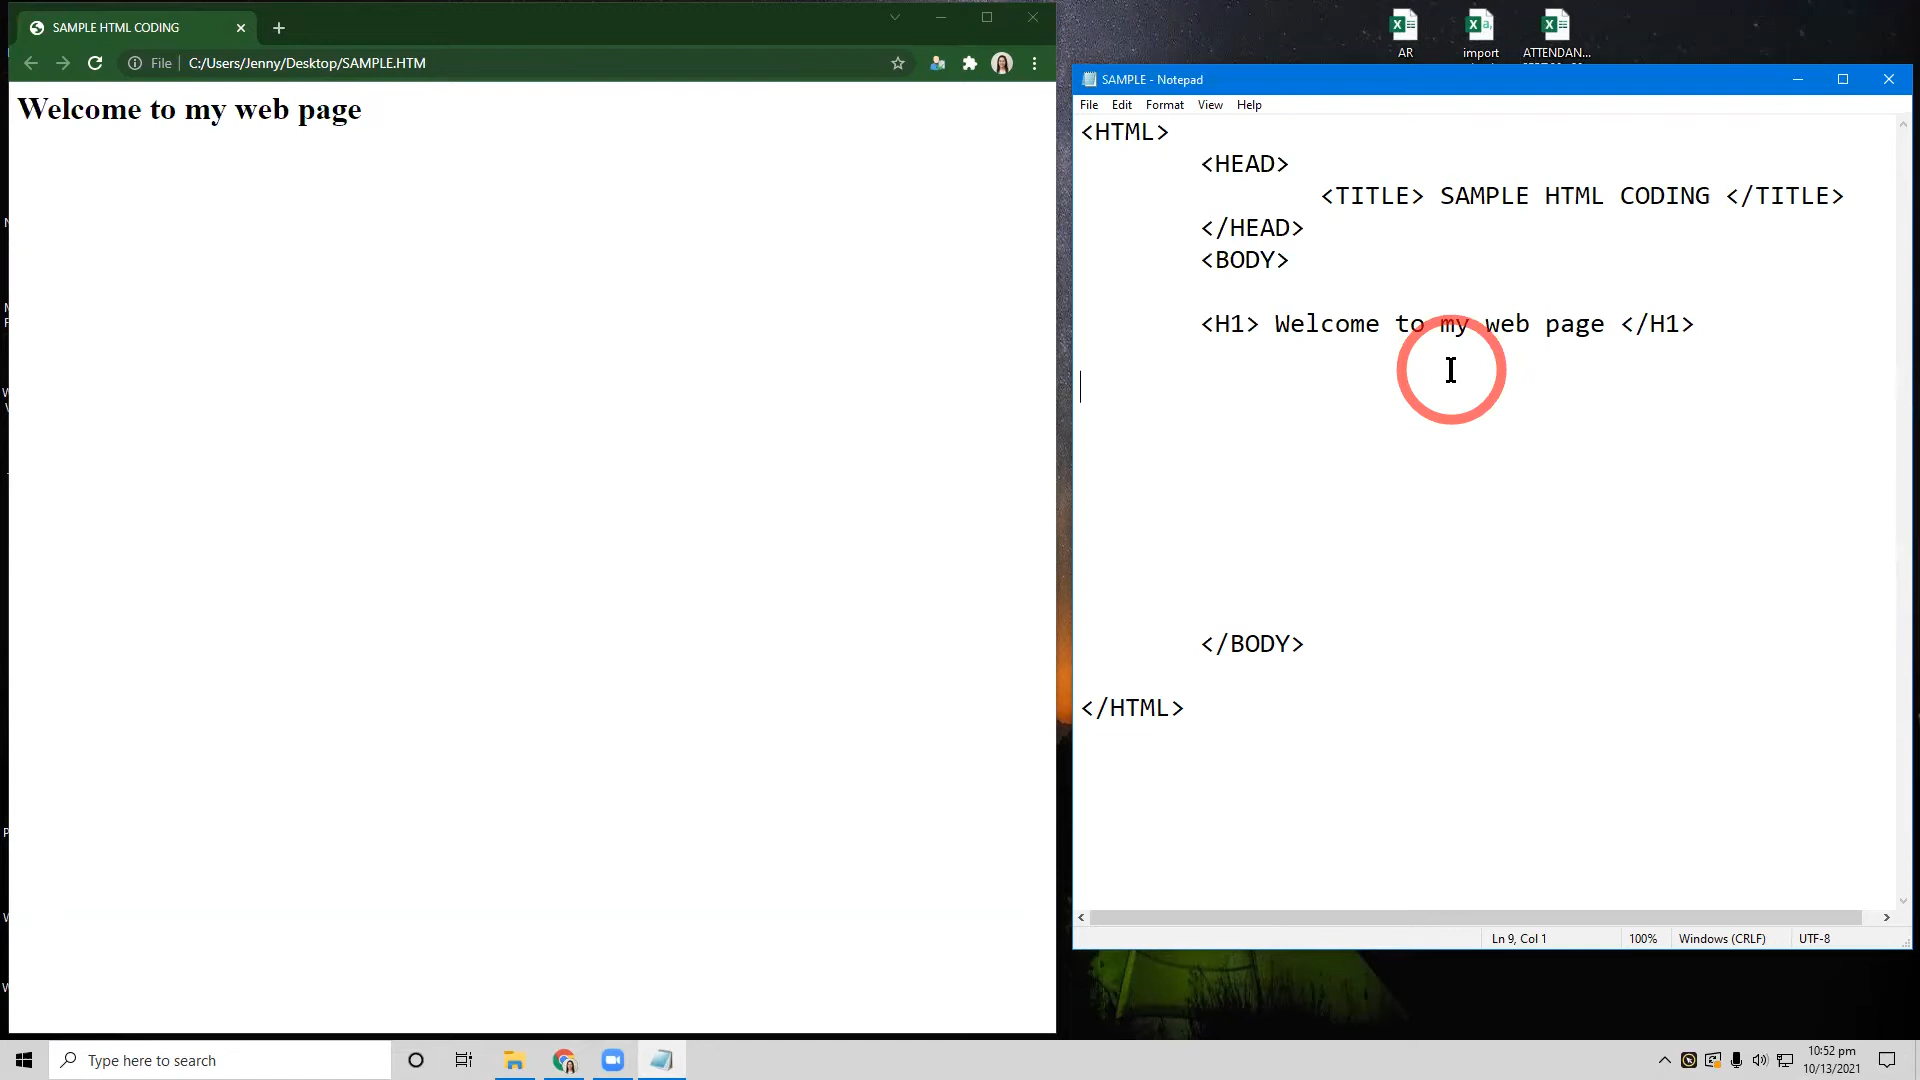 SAMPLE HTML CODING
File
C:/Users/Jenny/Desktop/SAMPLE.HTM
Welcome to my web page
AR
import
ATTENDAN...
SAMPLE - Notepad
File Edit Format View Help
<HTML>
<HEAD>
<TITLE> SAMPLE HTML CODING </TITLE>
</HEAD>
<BODY>
<H1> Welcome to my web page </H1>
</BODY>
</HTML>
Ln 9, Col 1
100%
Windows (CRLF)
UTF-8
Type here to search
10:52 pm
10/13/2021